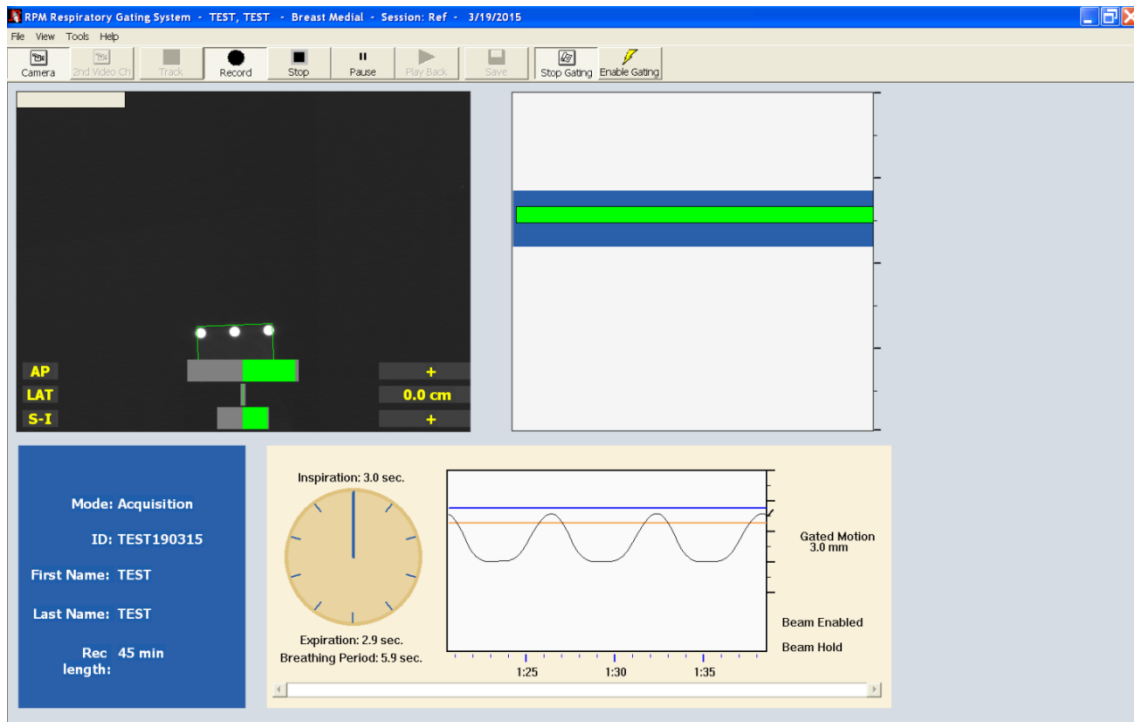 RPM Respiratory Gating System - TEST, TEST - Breast Medial - Session: Ref - 3/19/2015
File View Tools Help
Camera 2nd Video Ch Track Record Stop Pause Play Back Save Stop Gating Enable Gating
AP +
LAT 0.0 cm
S-I +
Mode: Acquisition
ID: TEST190315
First Name: TEST
Last Name: TEST
Rec 45 min
length:
Inspiration: 3.0 sec.
Expiration: 2.9 sec.
Breathing Period: 5.9 sec.
1:25 1:30 1:35
Gated Motion
3.0 mm
Beam Enabled
Beam Hold